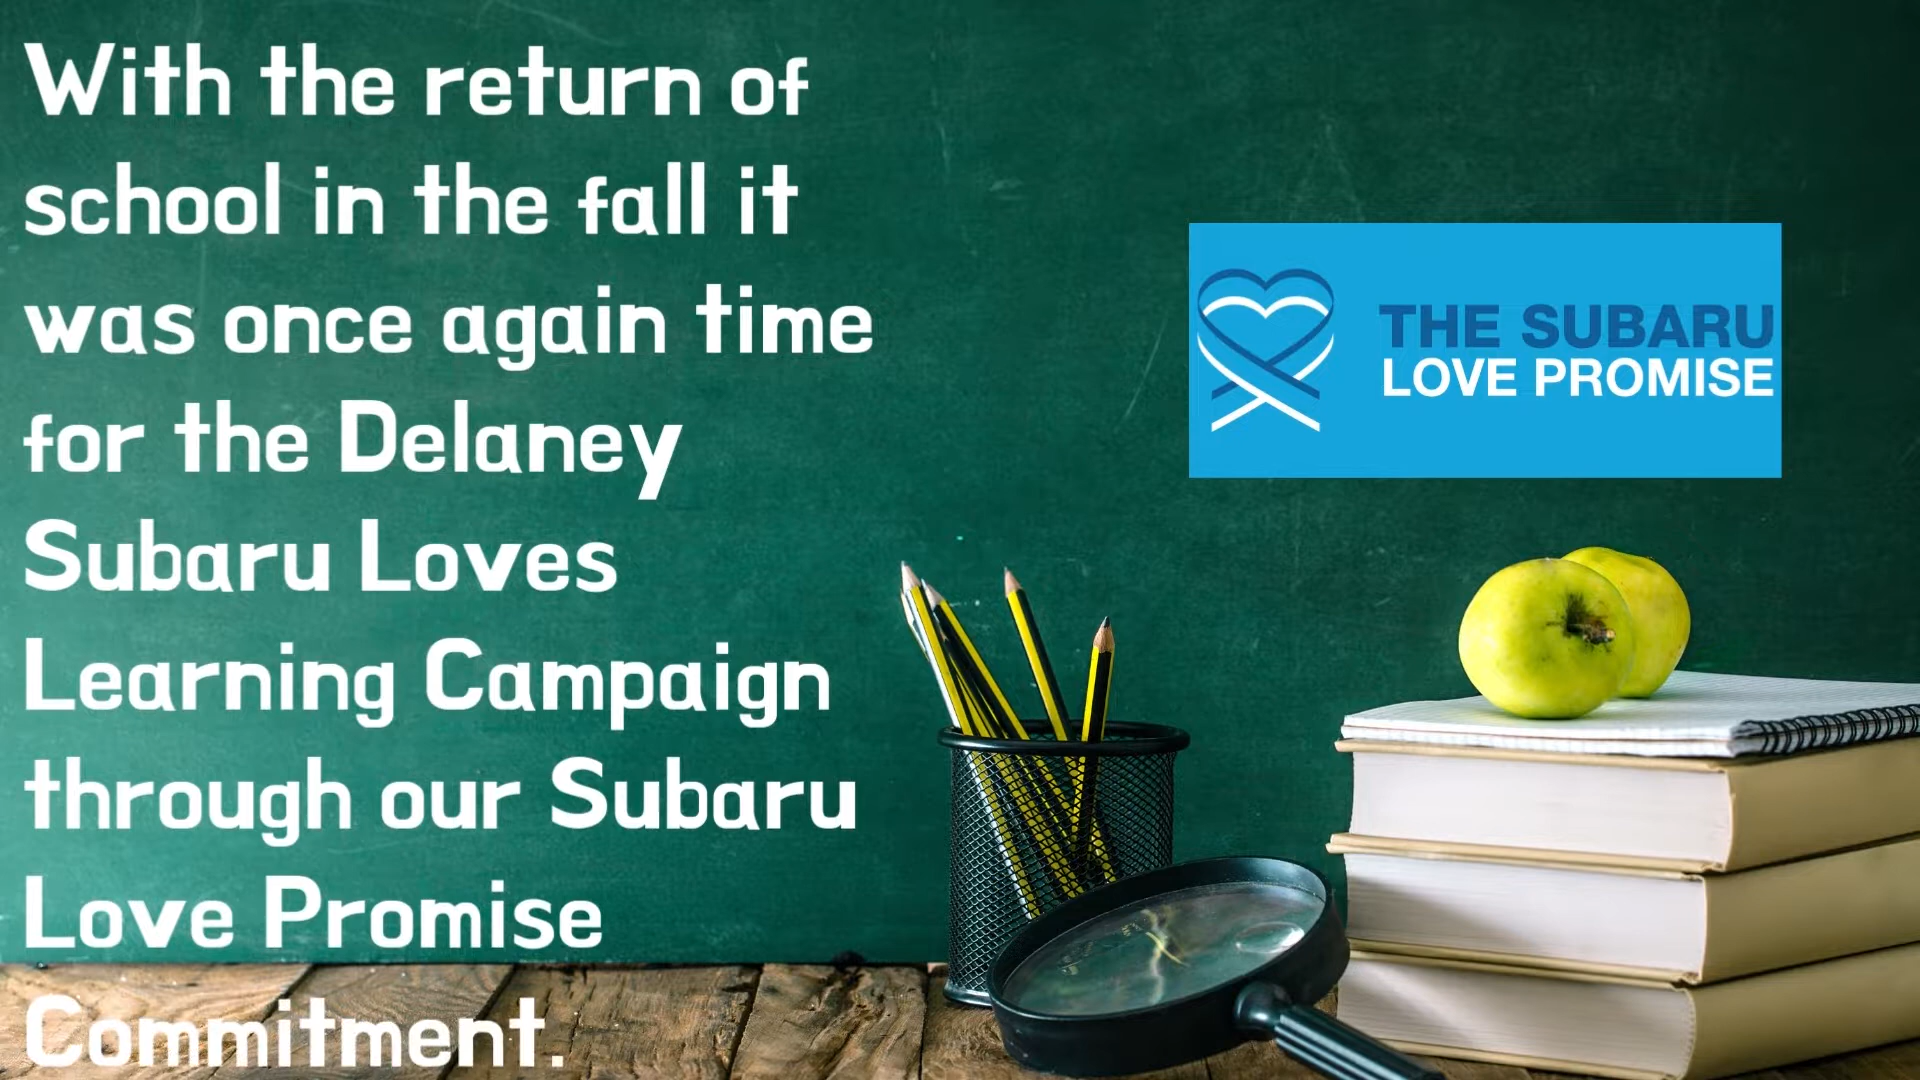 With the return of
school in the fall it
was once again time
for the Delaney
Subaru Loves
Learning Campaign
through our Subaru
Love Promise
Commitment.
THE SUBARU
LOVE PROMISE